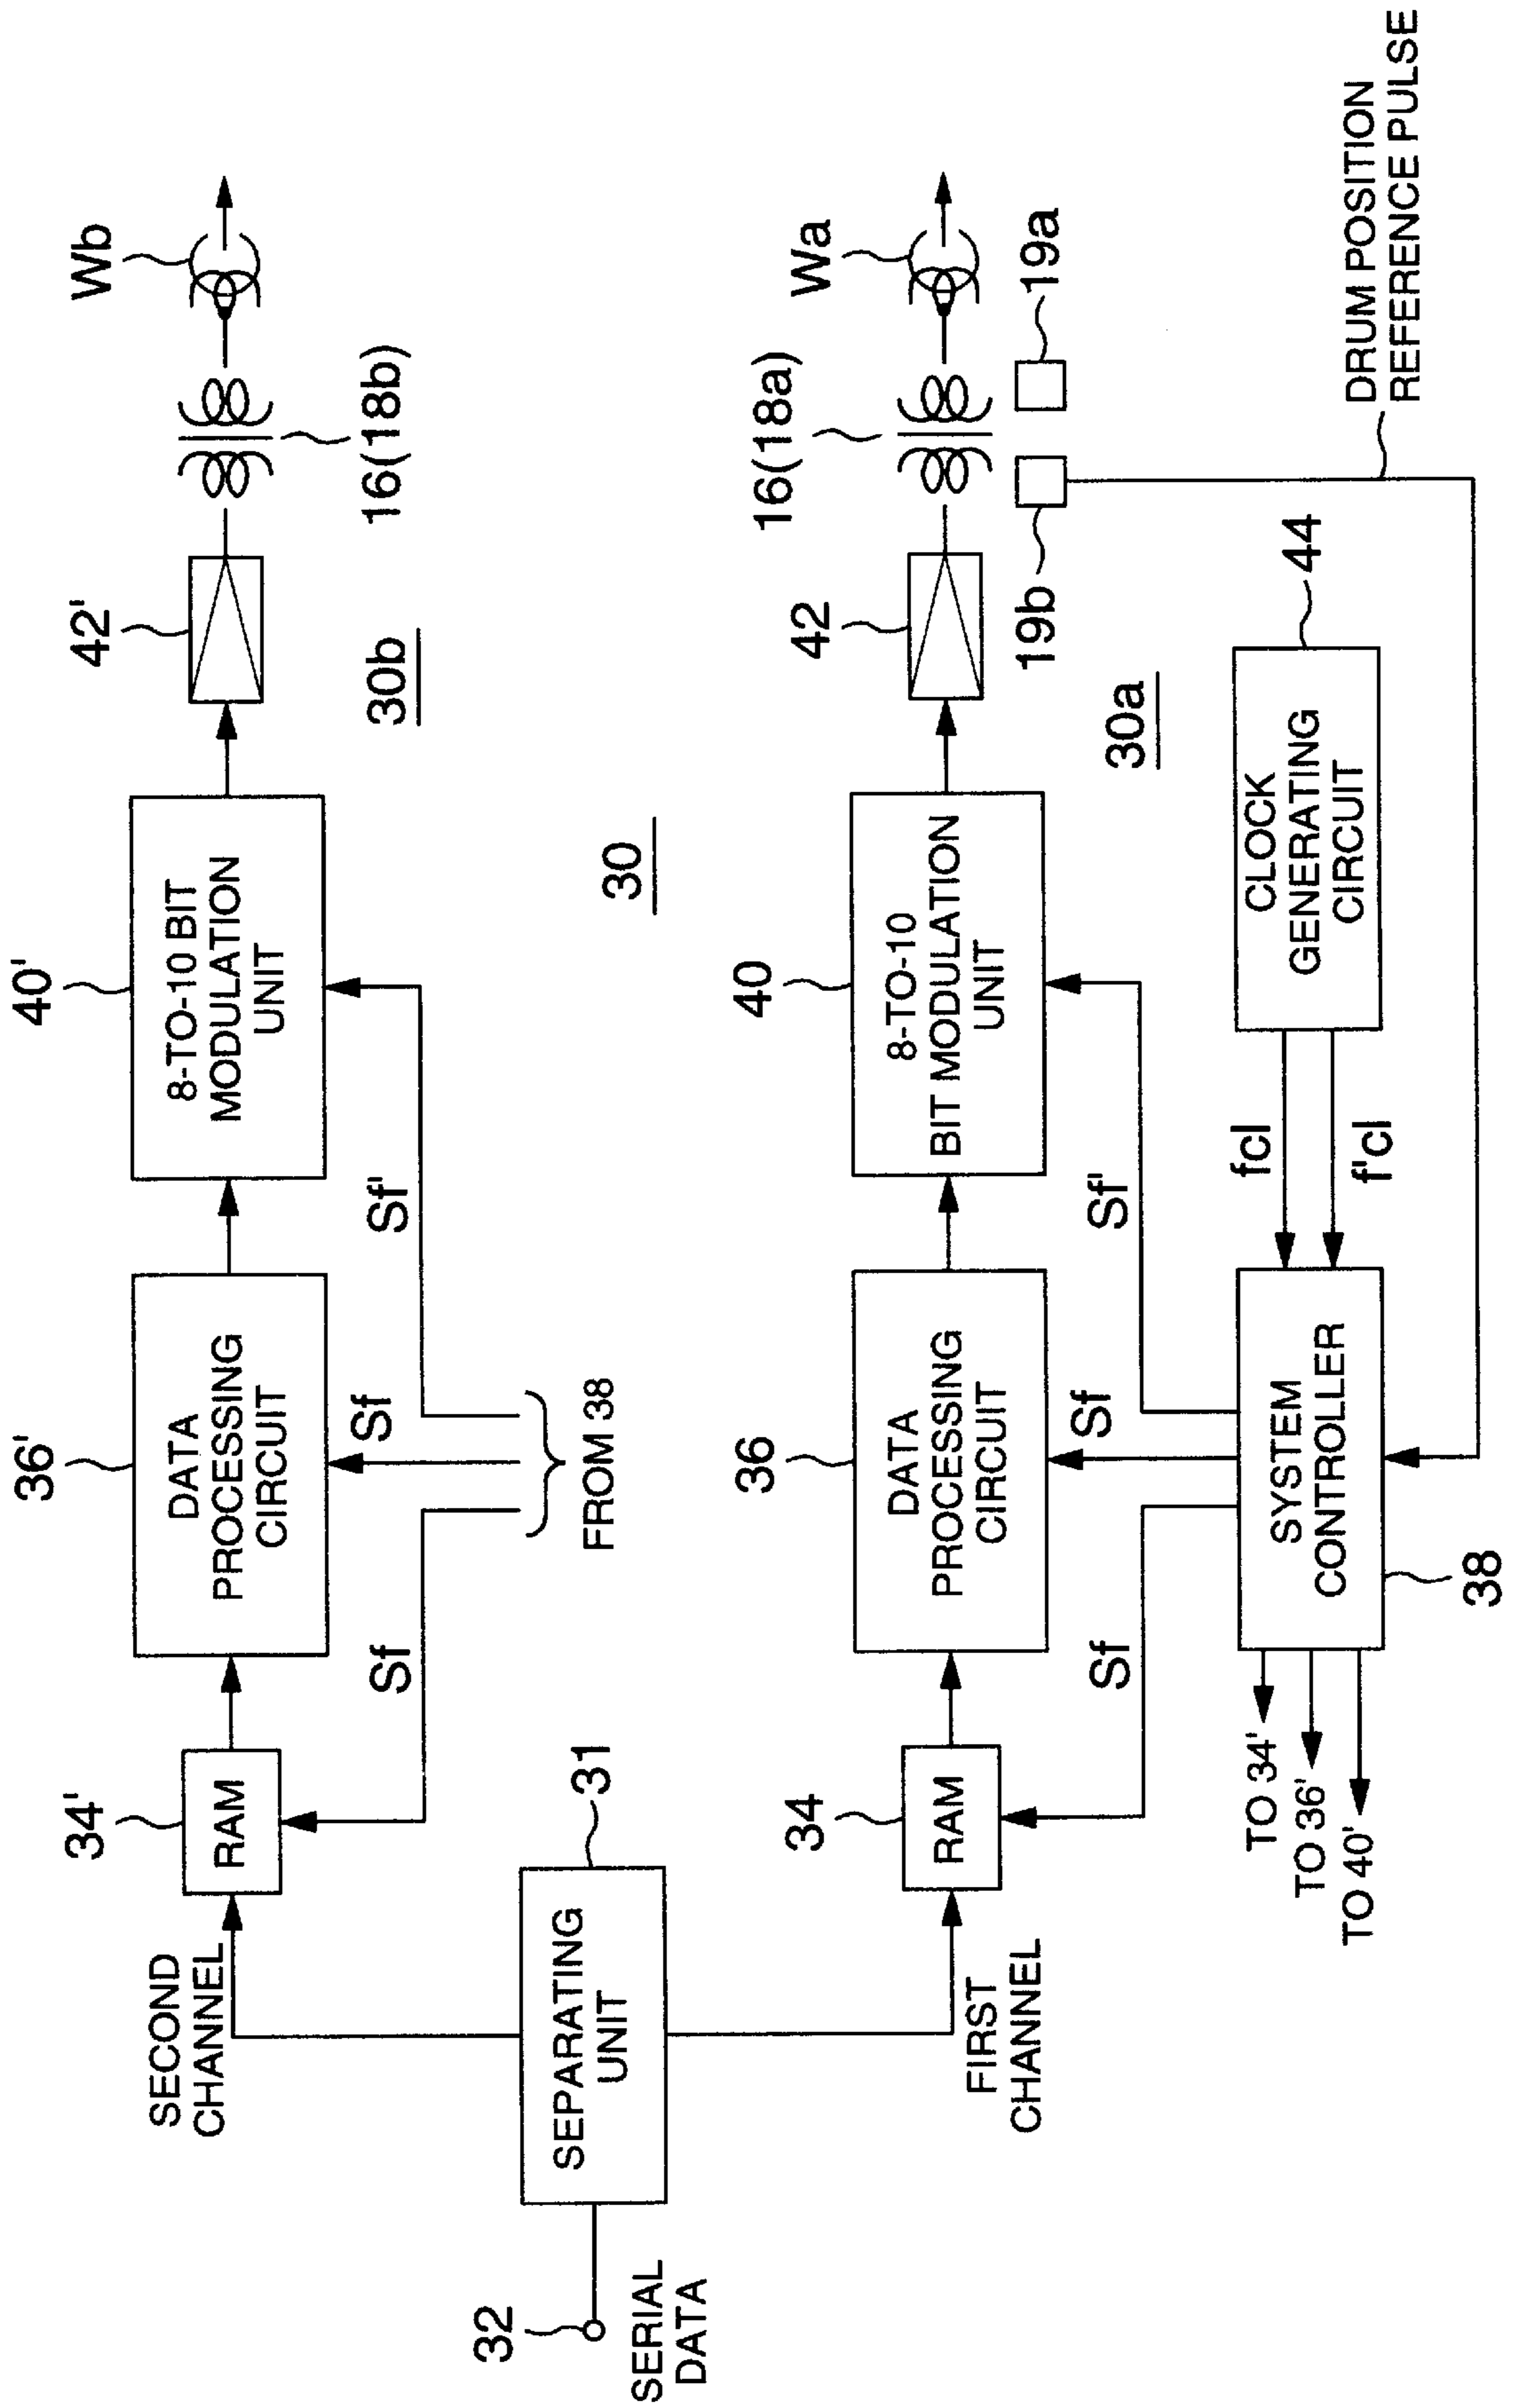 32
SERIAL
DATA
SEPARATING
UNIT
31
SECOND
CHANNEL
34'
RAM
Sf
36'
DATA
PROCESSING
CIRCUIT
Sf
FROM 38
Sf'
40'
8-TO-10 BIT
MODULATION
UNIT
42'
30b
16(18b)
Wb
30
FIRST
CHANNEL
34
RAM
Sf
36
DATA
PROCESSING
CIRCUIT
Sf
Sf'
40
8-TO-10
BIT MODULATION
UNIT
42
30a
16(18a)
Wa
19b
19a
TO 34'
TO 36'
TO 40'
SYSTEM
CONTROLLER
38
fcl
f'cl
CLOCK
GENERATING
CIRCUIT
44
DRUM POSITION
REFERENCE PULSE